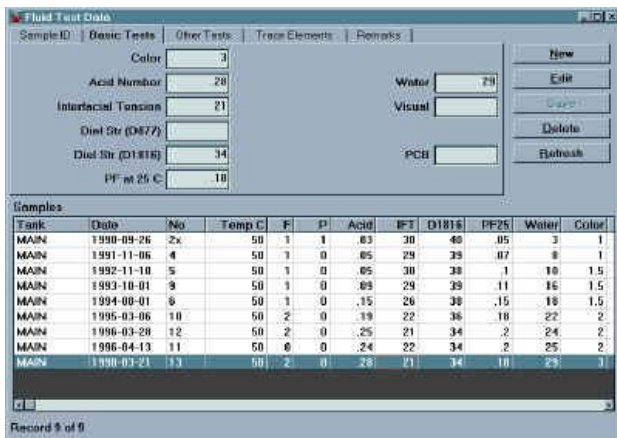 Fluid Test Data
Sample ID Basic Tests Other Tests Trace Elements Remarks
Color 3
Acid Number 28
Interfacial Tension 21
Diel Str (D877)
Diel Str (D1816) 34
PF at 25 C .18
Water 29
Visual
PCB
New
Edit
Save
Delete
Refresh
Samples
Tank Date No Temp C F P Acid IFT D1816 PF25 Water Color
MAIN 1990-09-26 2x 50 1 1 .03 30 40 .05 3 1
MAIN 1991-11-06 4 50 1 0 .05 29 39 .07 8 1
MAIN 1992-11-10 5 50 1 0 .05 30 38 .1 10 1.5
MAIN 1993-10-01 9 50 1 0 .09 29 39 .11 16 1.5
MAIN 1994-08-01 6 50 1 0 .15 26 38 .15 18 1.5
MAIN 1995-03-06 10 50 2 0 .19 22 36 .18 22 2
MAIN 1996-03-28 12 50 2 0 .25 21 34 .2 24 2
MAIN 1996-04-13 11 50 0 0 .24 22 34 .2 25 2
MAIN 1998-03-21 13 50 2 0 .28 21 34 .18 29 3
Record 9 of 9